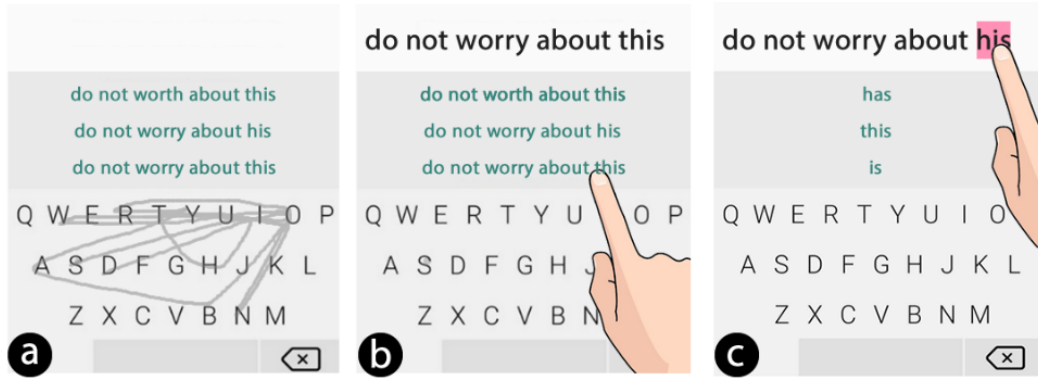 do not worth about this
do not worry about his
do not worry about this
Q W E R T Y U I O P
A S D F G H J K L
Z X C V B N M
a
do not worry about this
do not worth about this
do not worry about his
do not worry about this
Q W E R T Y U O P
A S D F G H J
Z X C V B N
b
do not worry about his
has
this
is
Q W E R T Y U I O
A S D F G H J K L
Z X C V B N M
c